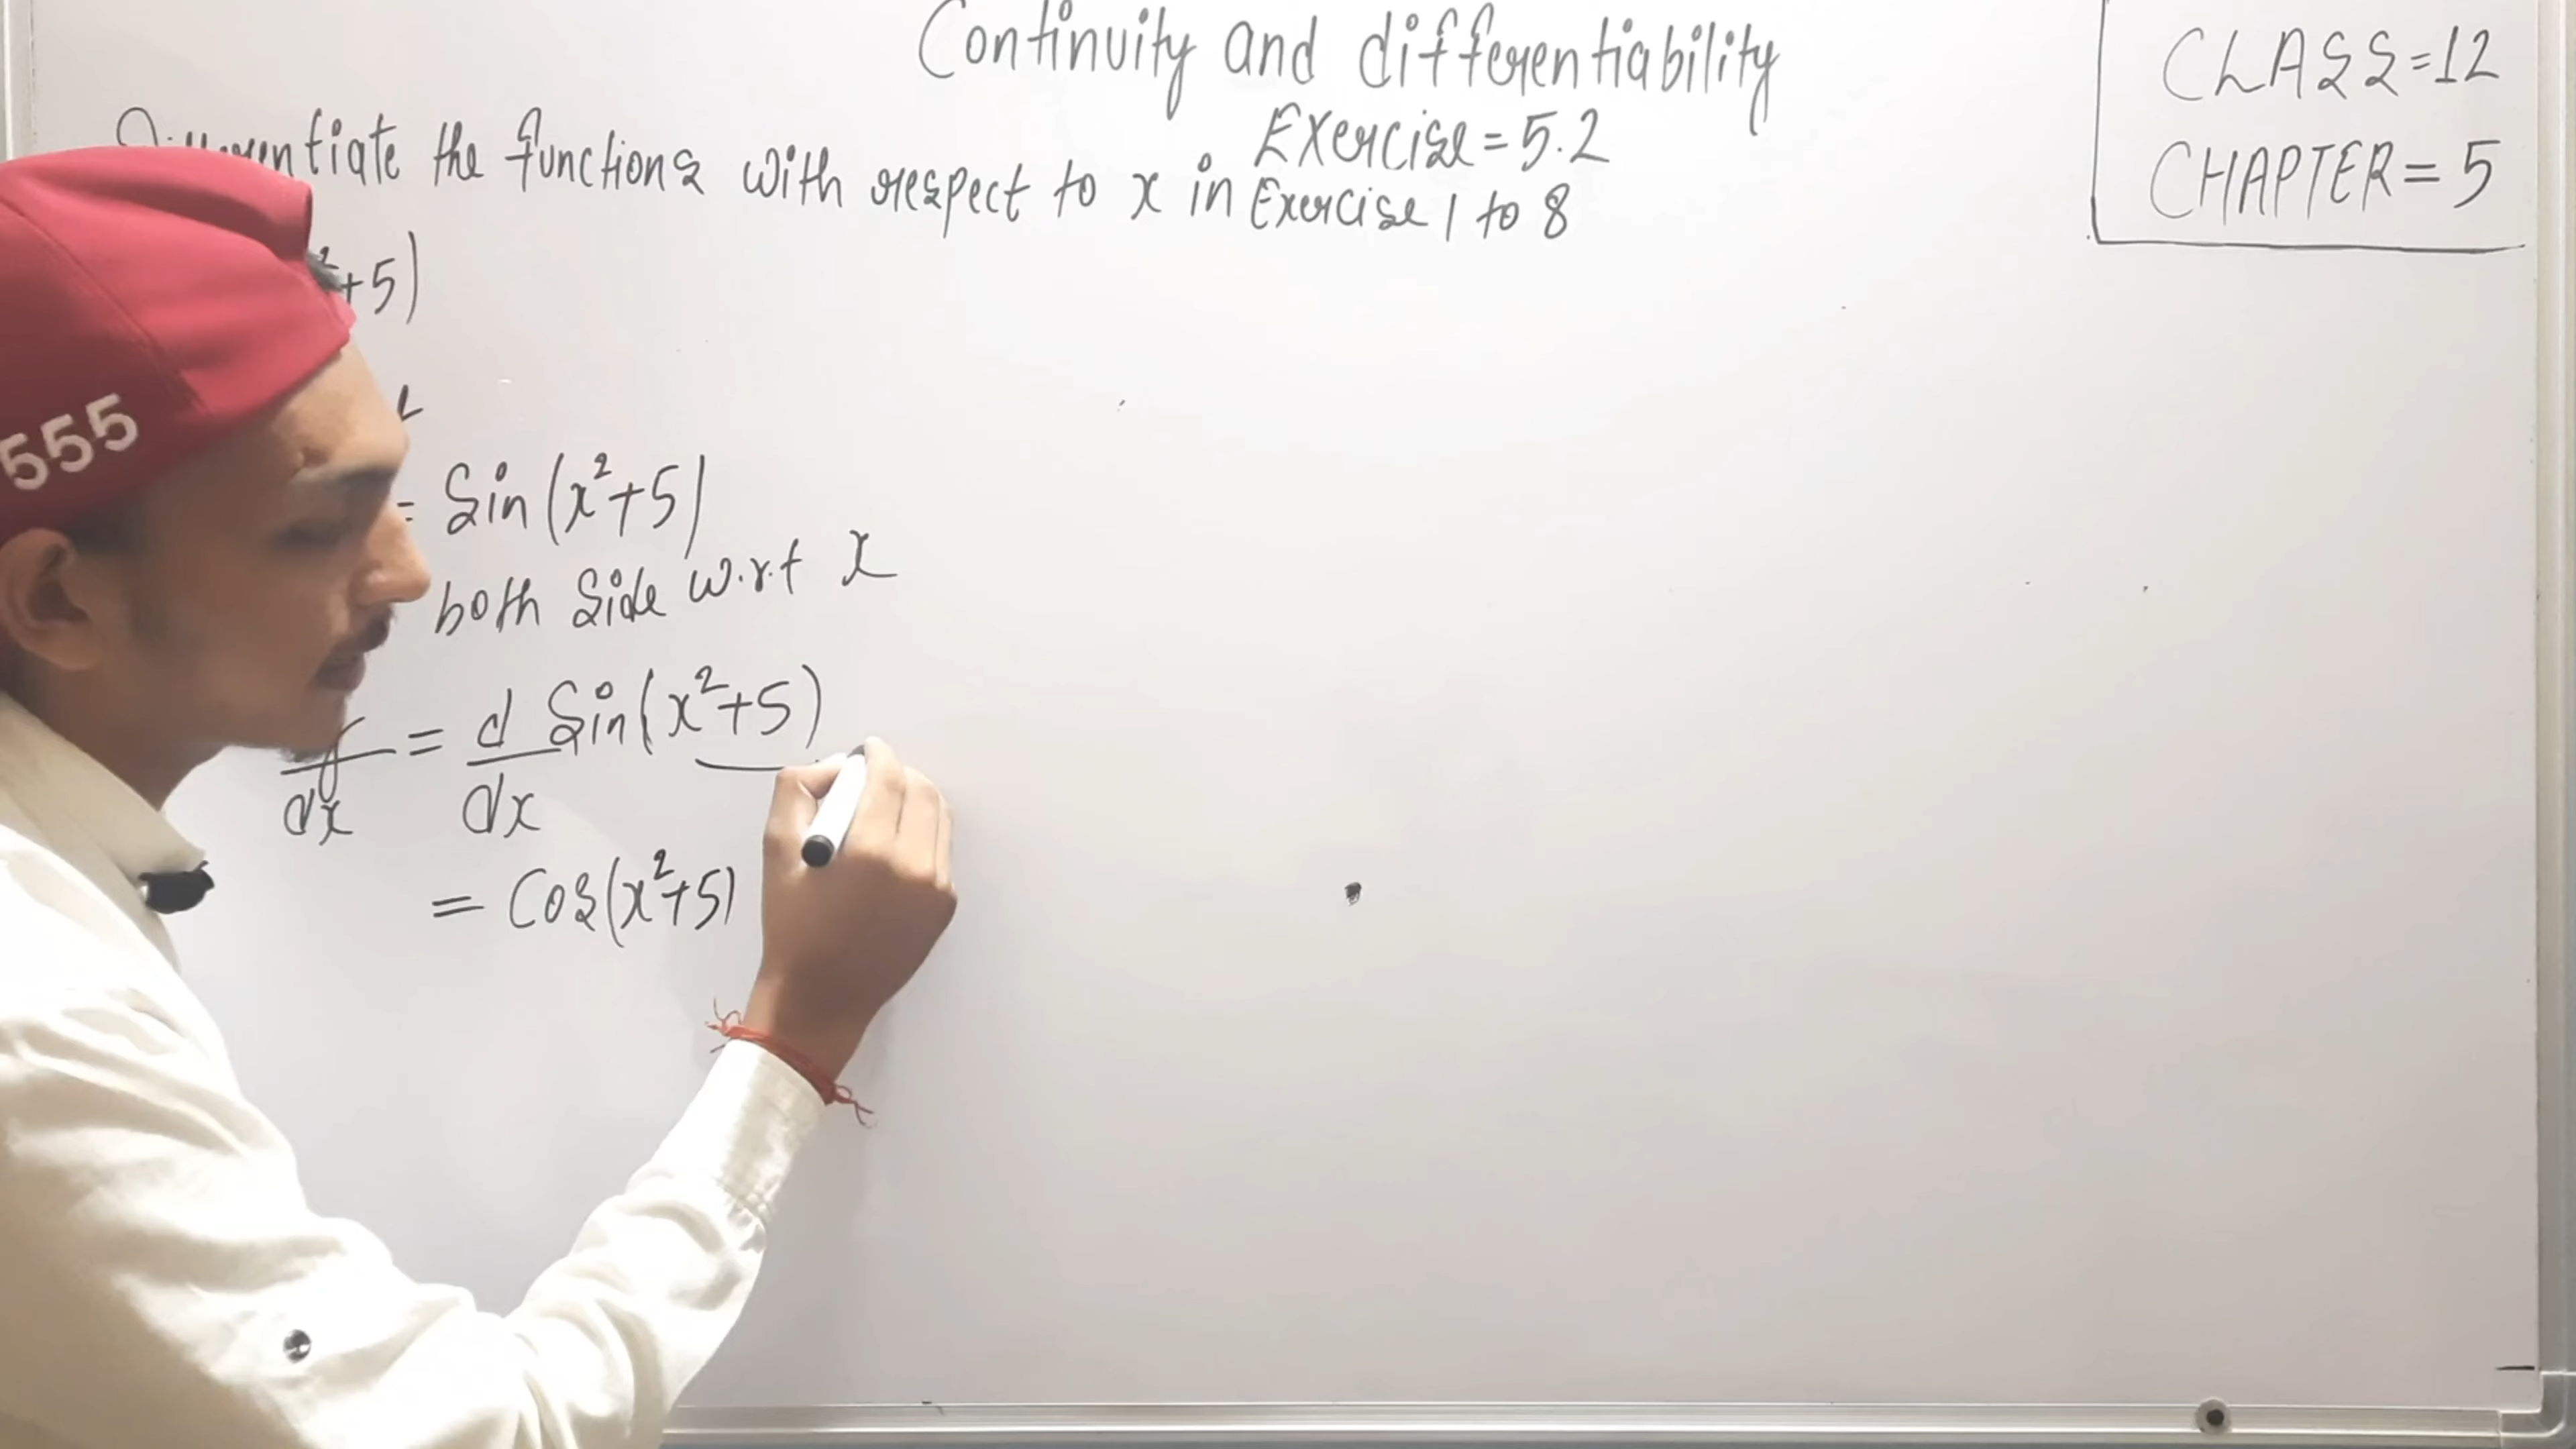 Continuity and differentiability
CLASS=12
CHAPTER=5
Exercise=5.2
the functions with respect to x in Exercise 1 to 8
+5)
555
= Sin(x²+5)
both Side w.r.t x
dy/dx = d/dx Sin(x²+5)
= Cos(x²+5)